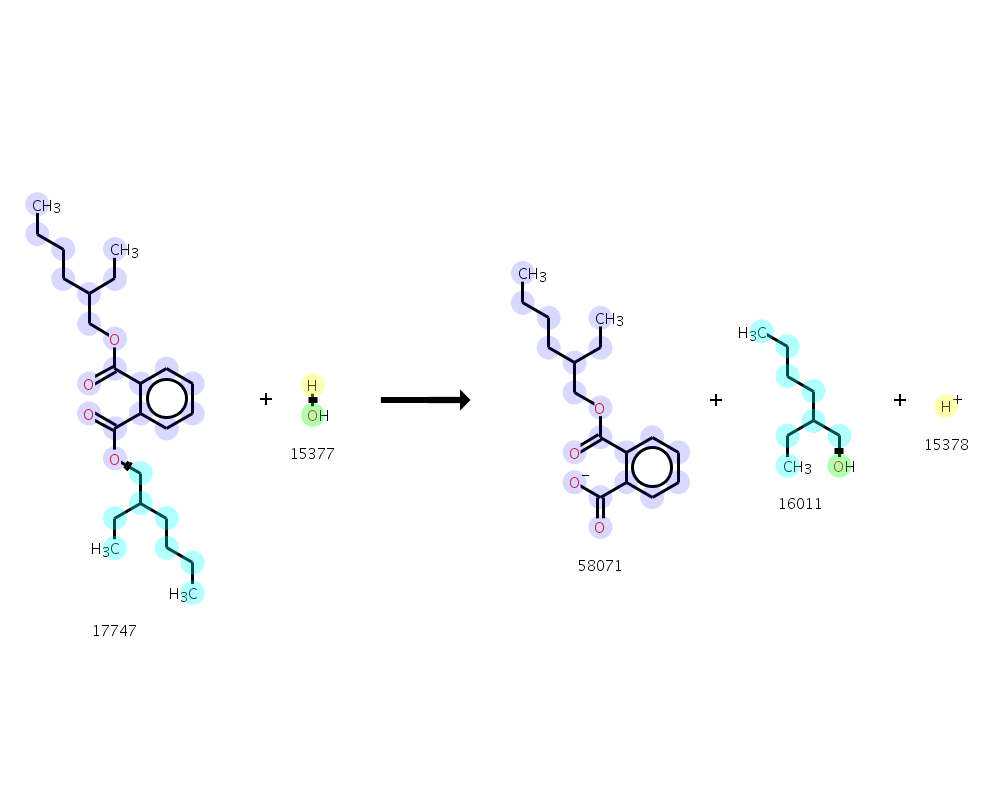 CH3
CH3
O
O
O
O
H3C
H3C
17747
+
H
OH
15377
CH3
CH3
O
O
O−
O
58071
+
H3C
CH3
OH
16011
+
H+
15378